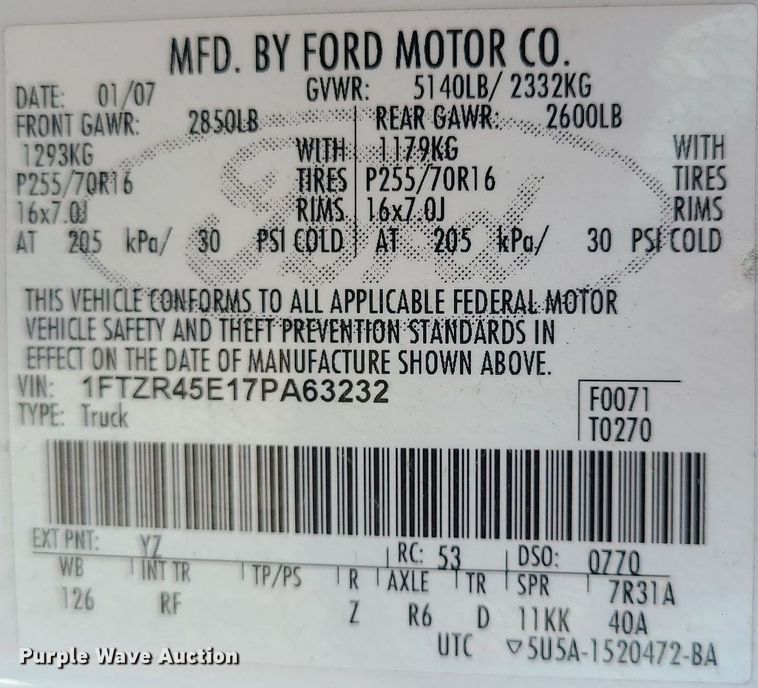 MFD. BY FORD MOTOR CO.
DATE: 01/07 GVWR: 5140LB/ 2332KG
FRONT GAWR: 2850LB REAR GAWR: 2600LB
1293KG WITH 1179KG WITH
P255/70R16 TIRES P255/70R16 TIRES
16x7.0J RIMS 16x7.0J RIMS
AT 205 kPa/ 30 PSI COLD AT 205 kPa/ 30 PSI COLD
Ford
THIS VEHICLE CONFORMS TO ALL APPLICABLE FEDERAL MOTOR
VEHICLE SAFETY AND THEFT PREVENTION STANDARDS IN
EFFECT ON THE DATE OF MANUFACTURE SHOWN ABOVE.
VIN: 1FTZR45E17PA63232
TYPE: Truck
F0071
T0270
EXT PNT: YZ RC: 53 DSO: 0770
WB INT TR TP/PS R AXLE TR SPR 7R31A
126 RF Z R6 D 11KK 40A
UTC ▽5U5A-1520472-BA
Purple Wave Auction